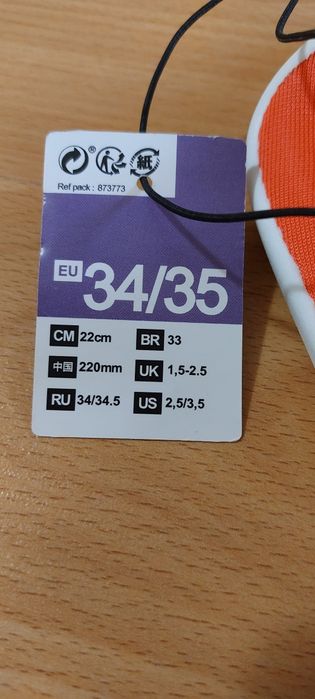 ® 紙
Ref pack : 873773
EU 34/35
CM 22cm BR 33
中国 220mm UK 1,5-2.5
RU 34/34.5 US 2,5/3,5